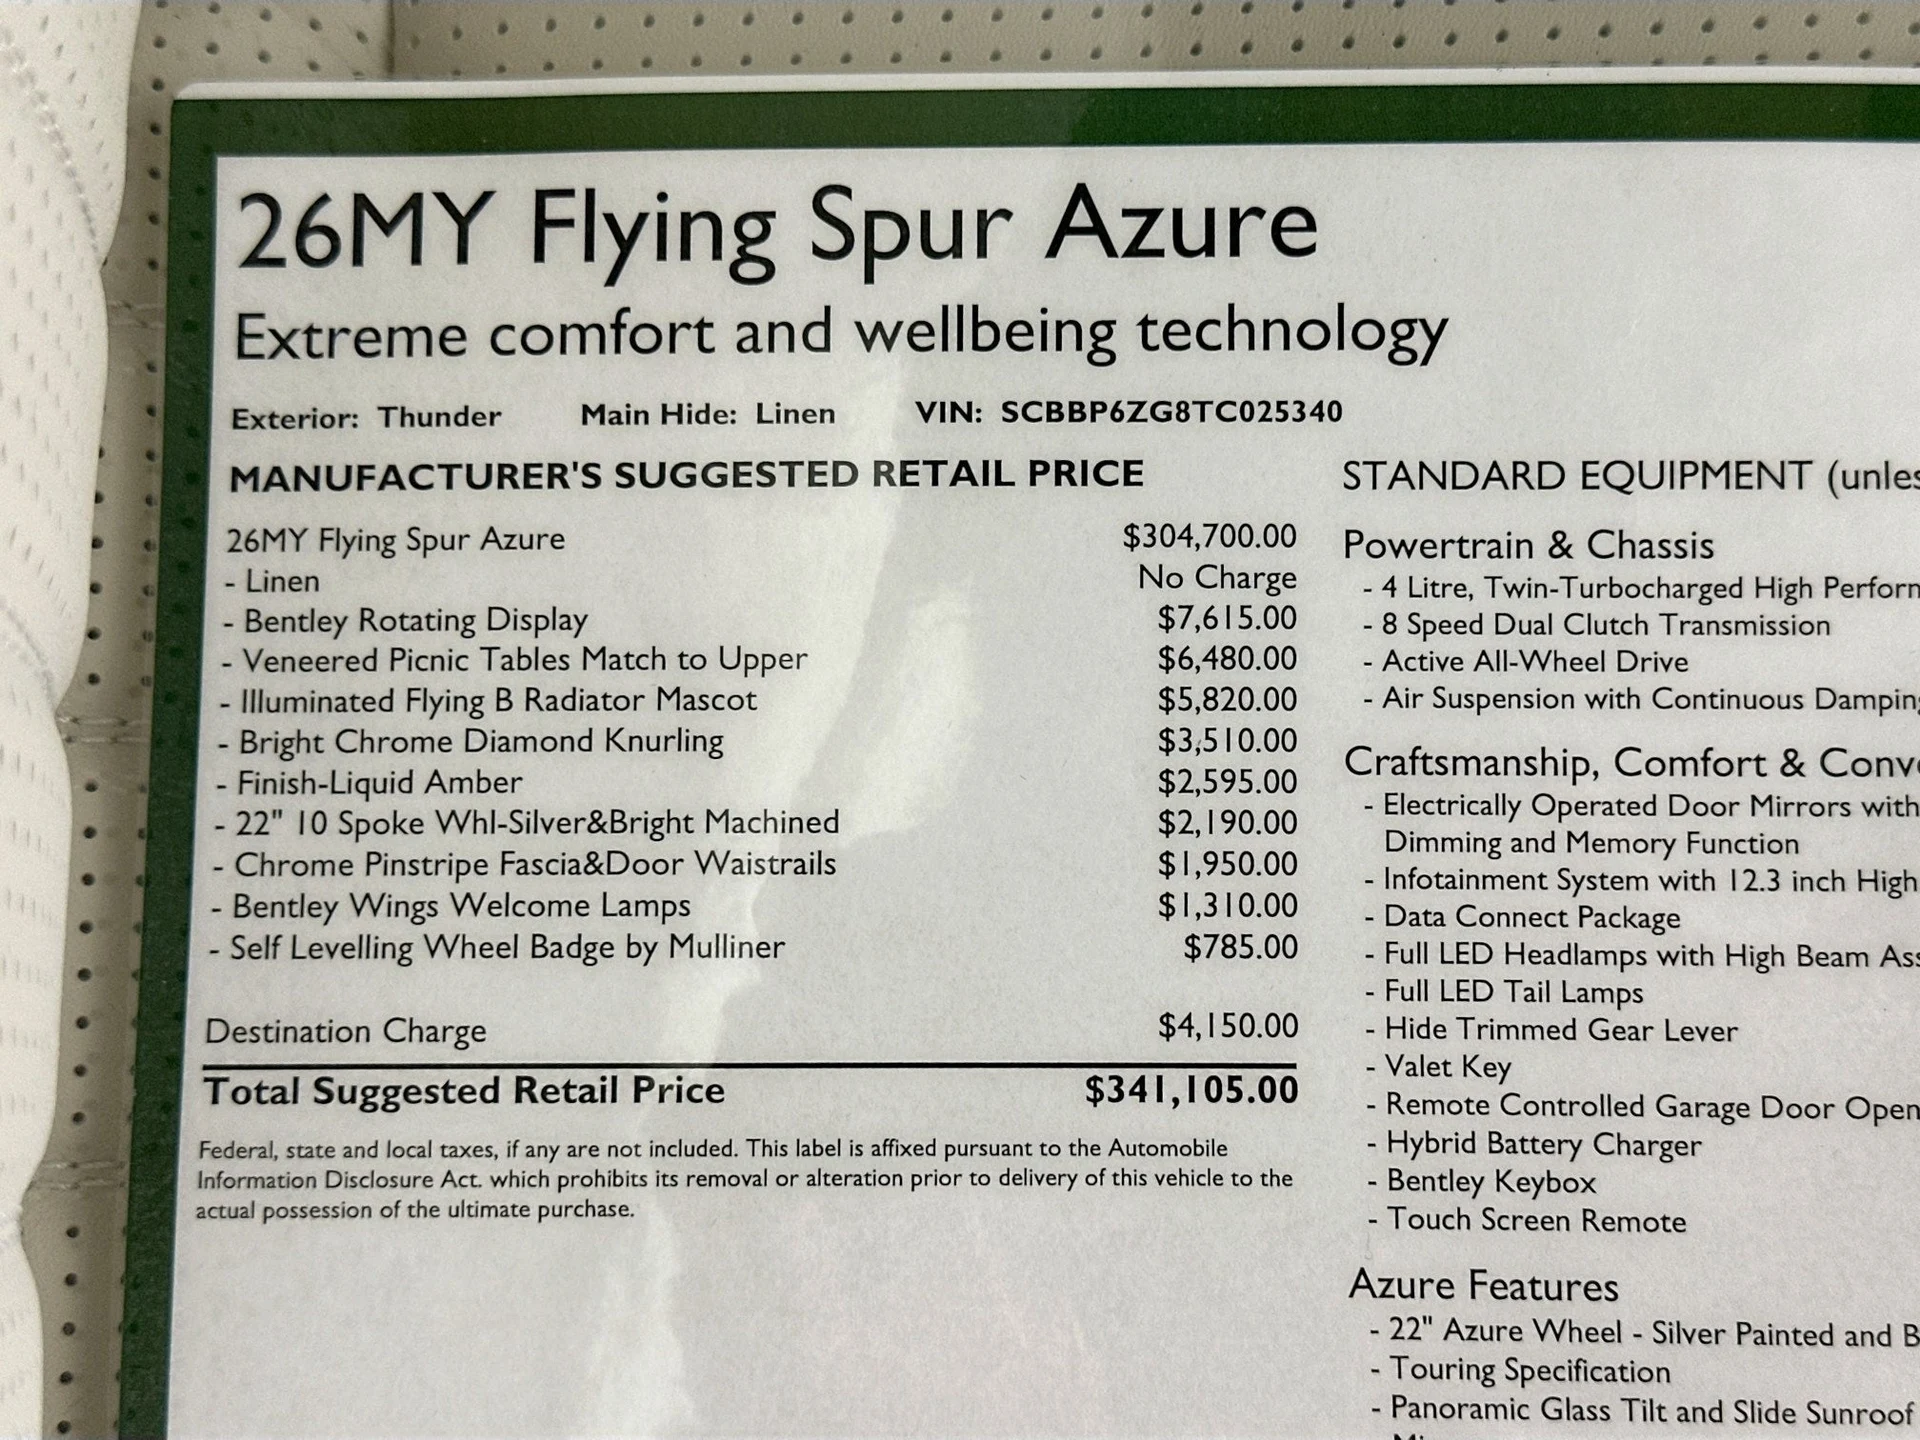 26MY Flying Spur Azure
Extreme comfort and wellbeing technology
Exterior: Thunder Main Hide: Linen VIN: SCBBP6ZG8TC025340
MANUFACTURER'S SUGGESTED RETAIL PRICE
26MY Flying Spur Azure $304,700.00
- Linen No Charge
- Bentley Rotating Display $7,615.00
- Veneered Picnic Tables Match to Upper $6,480.00
- Illuminated Flying B Radiator Mascot $5,820.00
- Bright Chrome Diamond Knurling $3,510.00
- Finish-Liquid Amber $2,595.00
- 22" 10 Spoke Whl-Silver&Bright Machined $2,190.00
- Chrome Pinstripe Fascia&Door Waistrails $1,950.00
- Bentley Wings Welcome Lamps $1,310.00
- Self Levelling Wheel Badge by Mulliner $785.00
Destination Charge $4,150.00
Total Suggested Retail Price $341,105.00
Federal, state and local taxes, if any are not included. This label is affixed pursuant to the Automobile
Information Disclosure Act. which prohibits its removal or alteration prior to delivery of this vehicle to the
actual possession of the ultimate purchase.
STANDARD EQUIPMENT (unles
Powertrain & Chassis
- 4 Litre, Twin-Turbocharged High Perforn
- 8 Speed Dual Clutch Transmission
- Active All-Wheel Drive
- Air Suspension with Continuous Damping
Craftsmanship, Comfort & Conve
- Electrically Operated Door Mirrors with
Dimming and Memory Function
- Infotainment System with 12.3 inch High
- Data Connect Package
- Full LED Headlamps with High Beam Ass
- Full LED Tail Lamps
- Hide Trimmed Gear Lever
- Valet Key
- Remote Controlled Garage Door Open
- Hybrid Battery Charger
- Bentley Keybox
- Touch Screen Remote
Azure Features
- 22" Azure Wheel - Silver Painted and B
- Touring Specification
- Panoramic Glass Tilt and Slide Sunroof